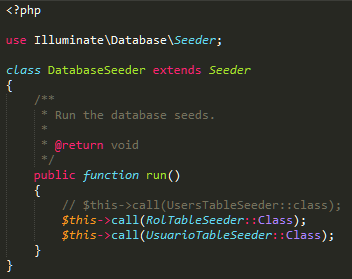 <?php
use Illuminate\Database\Seeder;
class DatabaseSeeder extends Seeder
{
    /**
     * Run the database seeds.
     *
     * @return void
     */
    public function run()
    {
        // $this->call(UsersTableSeeder::class);
        $this->call(RolTableSeeder::Class);
        $this->call(UsuarioTableSeeder::Class);
    }
}